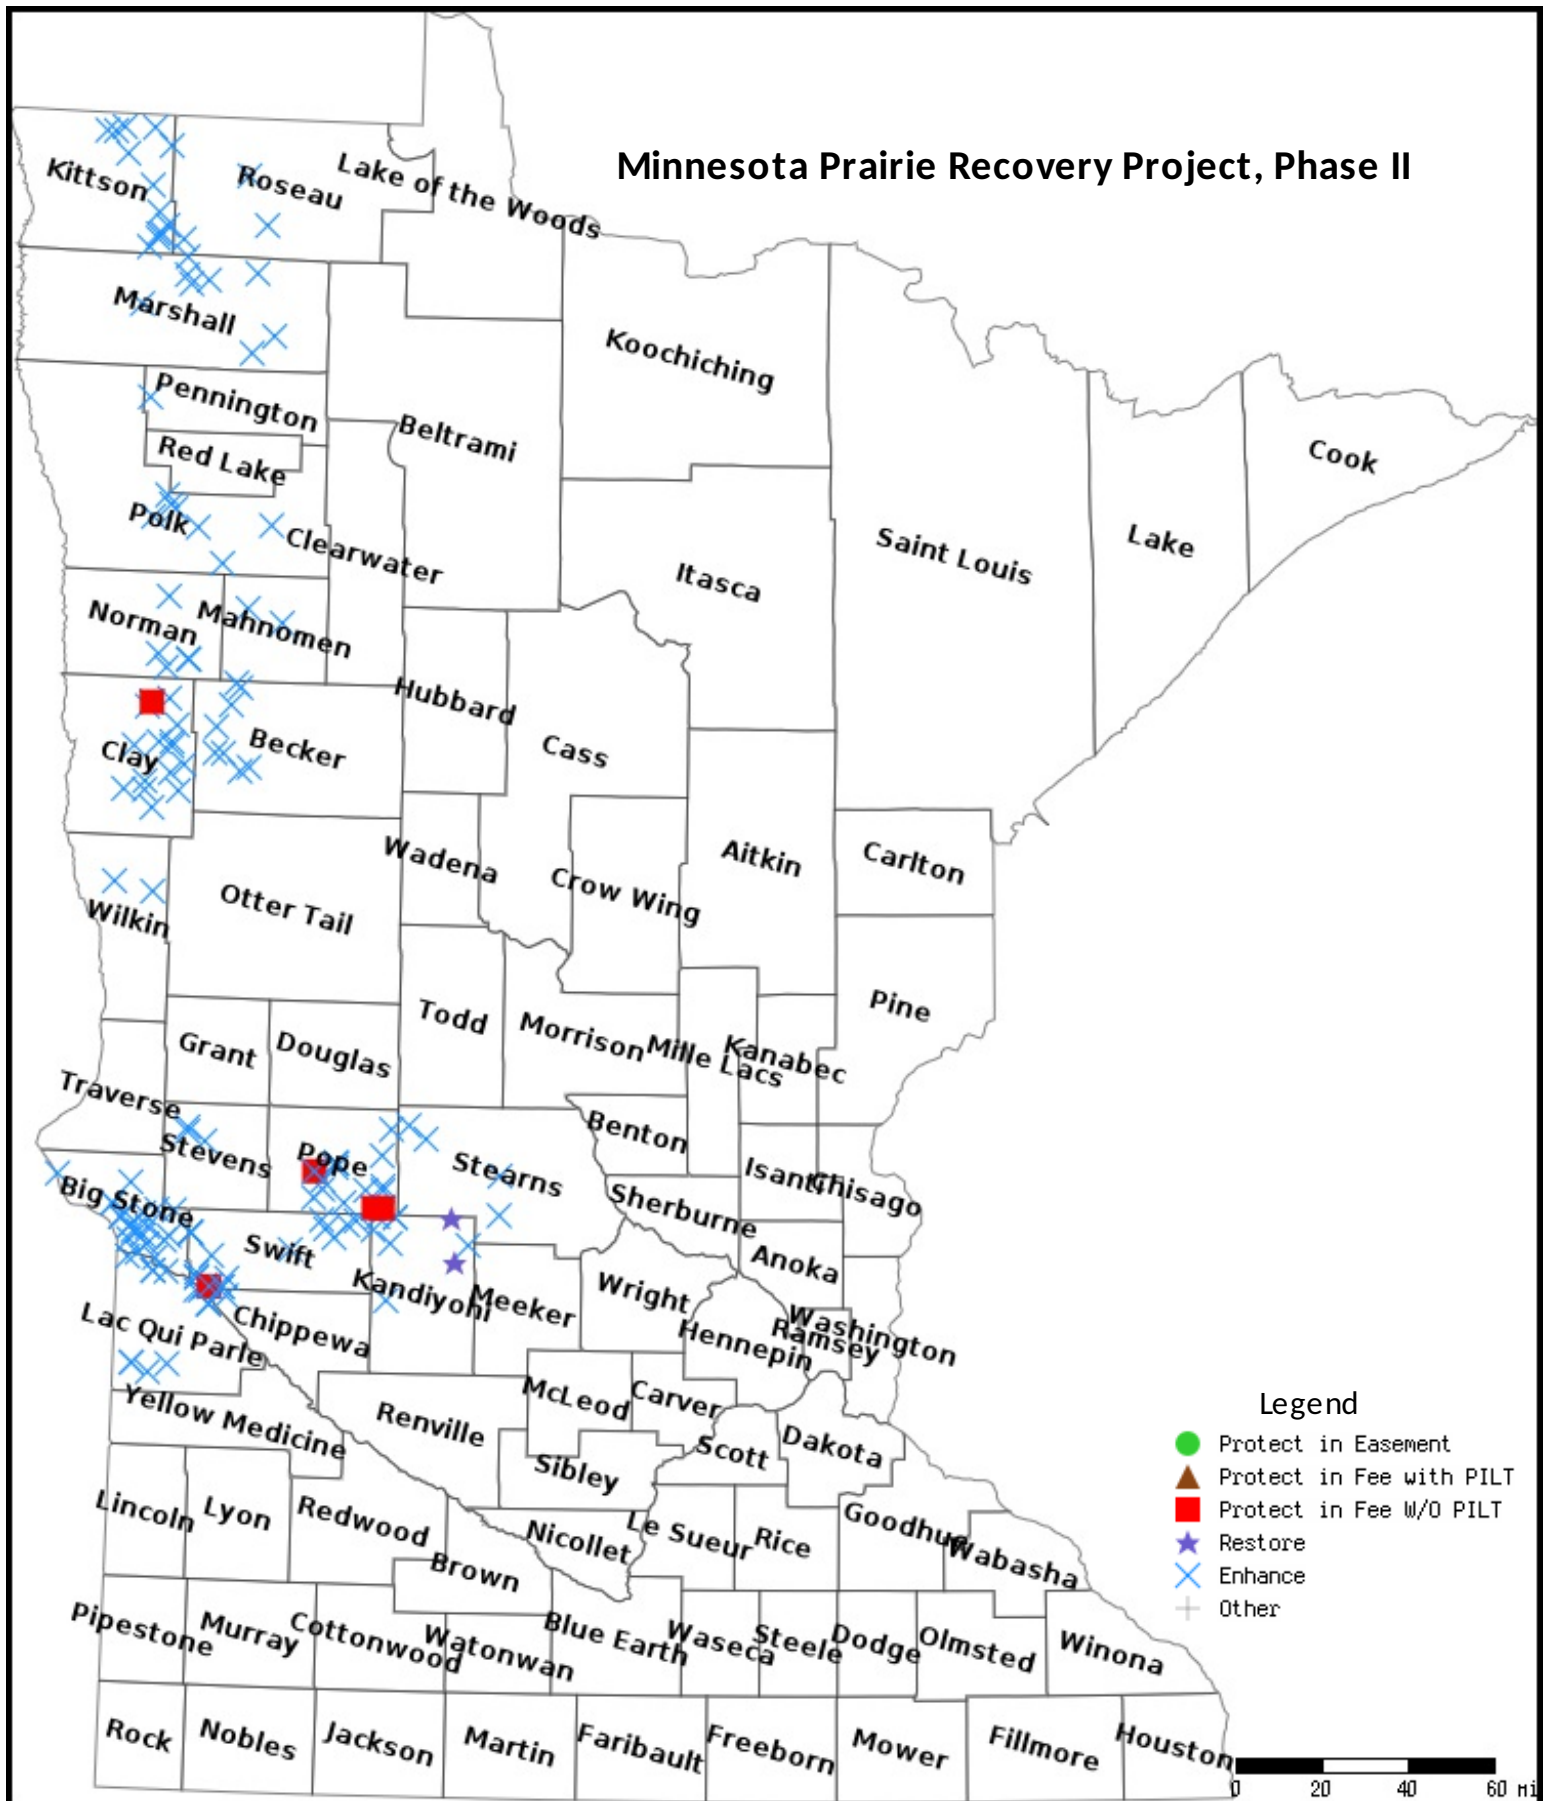 Minnesota Prairie Recovery Project, Phase II
Kittson
Roseau
Lake of the Woods
Marshall
Koochiching
Pennington
Beltrami
Red Lake
Cook
Polk
Clearwater
Saint Louis
Lake
Itasca
Norman
Mahnomen
Hubbard
Clay
Becker
Cass
Wadena
Aitkin
Carlton
Crow Wing
Otter Tail
Wilkin
Todd
Morrison
Mille Lacs
Kanabec
Pine
Grant
Douglas
Traverse
Stevens
Pope
Stearns
Benton
Isanti
Chisago
Big Stone
Sherburne
Swift
Anoka
Kandiyohi
Meeker
Wright
Washington
Ramsey
Hennepin
Lac Qui Parle
Chippewa
McLeod
Carver
Legend
Yellow Medicine
Renville
Scott
Dakota
Protect in Easement
Sibley
Protect in Fee with PILT
Lincoln
Lyon
Redwood
Nicollet
Le Sueur
Rice
Goodhue
Protect in Fee W/O PILT
Wabasha
Restore
Brown
Enhance
Other
Pipestone
Murray
Cottonwood
Watonwan
Blue Earth
Waseca
Steele
Dodge
Olmsted
Winona
Rock
Nobles
Jackson
Martin
Faribault
Freeborn
Mower
Fillmore
Houston
0 20 40 60 mi